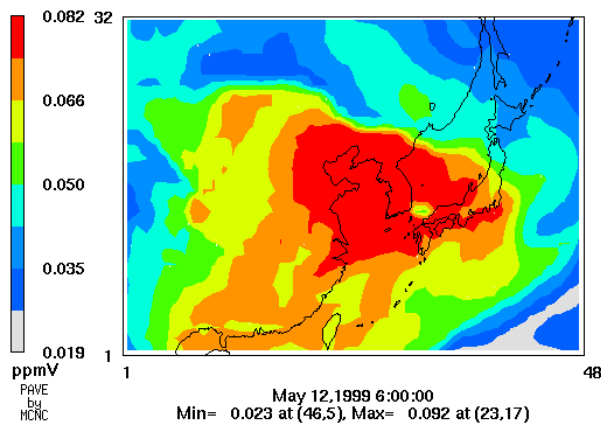 0.082
0.066
0.050
0.035
0.019
ppmV
PAVE
by
MCNC
32
1
1
48
May 12,1999 6:00:00
Min= 0.023 at (46,5), Max= 0.092 at (23,17)